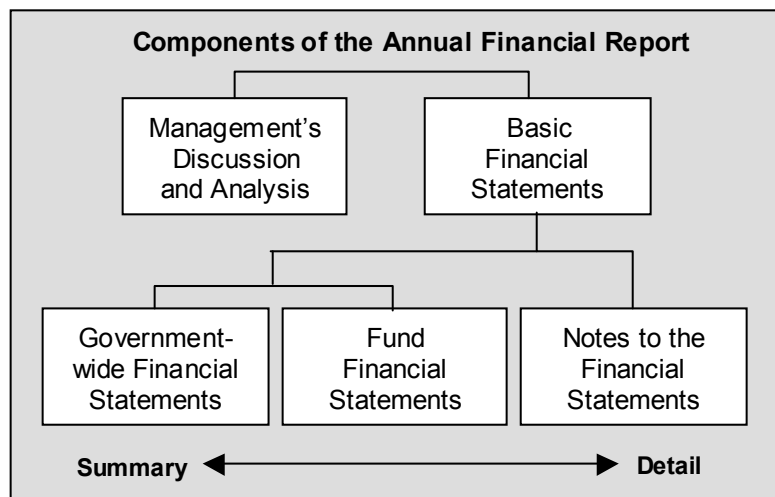 Components of the Annual Financial Report
Management's
Discussion
and Analysis
Basic
Financial
Statements
Government-
wide Financial
Statements
Fund
Financial
Statements
Notes to the
Financial
Statements
Summary
Detail